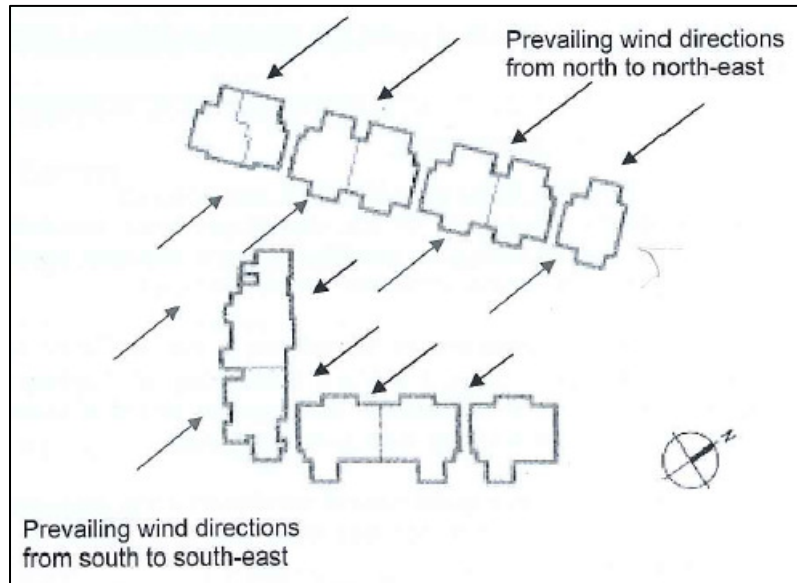 Prevailing wind directions
from north to north-east
N
Prevailing wind directions
from south to south-east